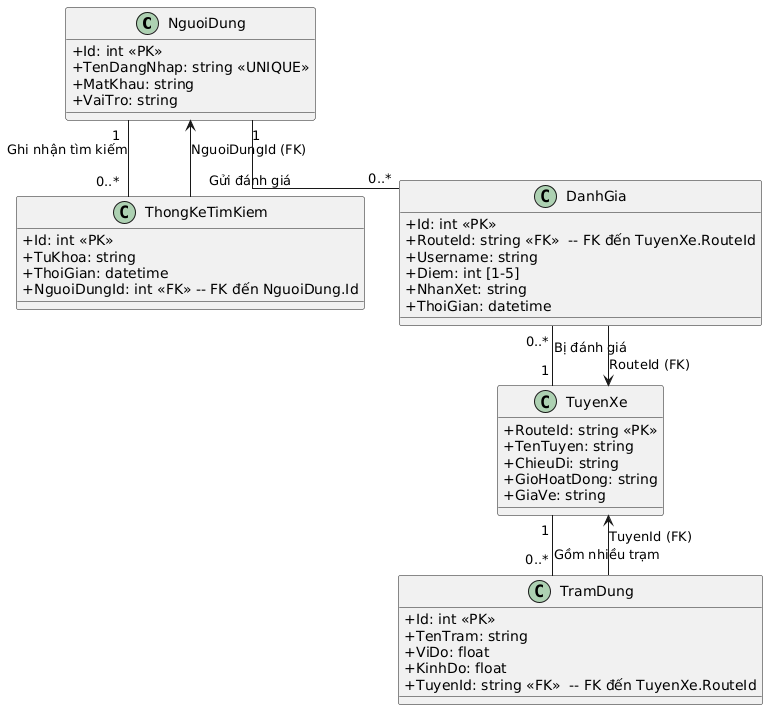 C NguoiDung
+Id: int «PK»
+TenDangNhap: string «UNIQUE»
+MatKhau: string
+VaiTro: string
1
1
Ghi nhận tìm kiếm
NguoiDungId (FK)
0..*
Gửi đánh giá
0..*
C ThongKeTimKiem
+Id: int «PK»
+TuKhoa: string
+ThoiGian: datetime
+NguoiDungId: int «FK» -- FK đến NguoiDung.Id
C DanhGia
+Id: int «PK»
+RouteId: string «FK»  -- FK đến TuyenXe.RouteId
+Username: string
+Diem: int [1-5]
+NhanXet: string
+ThoiGian: datetime
0..*
Bị đánh giá
RouteId (FK)
1
C TuyenXe
+RouteId: string «PK»
+TenTuyen: string
+ChieuDi: string
+GioHoatDong: string
+GiaVe: string
1
TuyenId (FK)
0..*
Gồm nhiều trạm
C TramDung
+Id: int «PK»
+TenTram: string
+ViDo: float
+KinhDo: float
+TuyenId: string «FK»  -- FK đến TuyenXe.RouteId